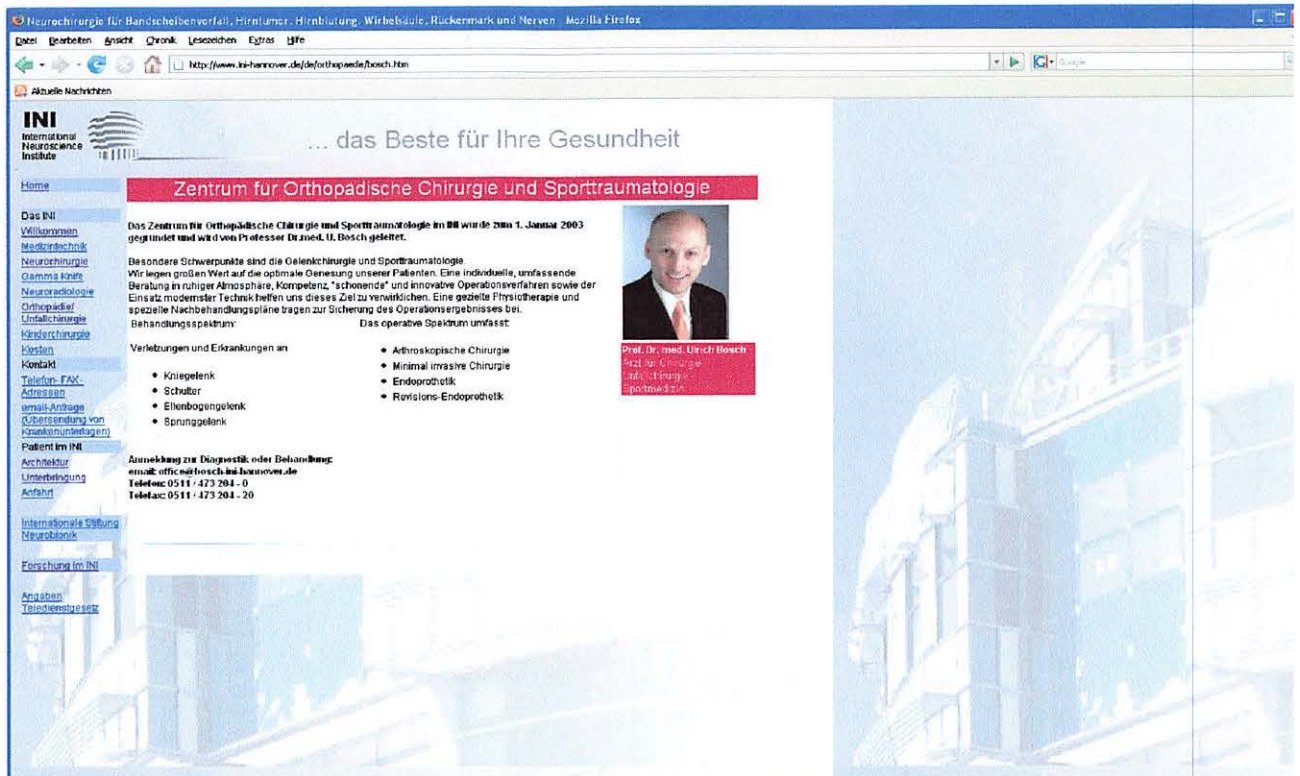 Neurochirurgie für Bandscheibenvorfall, Hirntumor, Hirnblutung, Wirbelsäule, Rückenmark und Nerven - Mozilla Firefox
Datei Bearbeiten Ansicht Chronik Lesezeichen Extras Hilfe
http://www.ini-hannover.de/de/orthopaede/bosch.htm
Google
Aktuelle Nachrichten
INI
International
Neuroscience
Institute
... das Beste für Ihre Gesundheit
Home
Das INI
Willkommen
Medizintechnik
Neurochirurgie
Gamma Knife
Neuroradiologie
Orthopädie/
Unfallchirurgie
Kinderchirurgie
Kosten
Kontakt
Telefon- FAX-
Adressen
email-Anfrage
(Übersendung von
Krankenunterlagen)
Patient im INI
Architektur
Unterbringung
Anfahrt
Internationale Stiftung
Neurobionik
Forschung im INI
Angaben
Teledienstgesetz
Zentrum für Orthopädische Chirurgie und Sporttraumatologie
Das Zentrum für Orthopädische Chirurgie und Sporttraumatologie im INI wurde zum 1. Januar 2003
gegründet und wird von Professor Dr.med. U. Bosch geleitet.
Besondere Schwerpunkte sind die Gelenkchirurgie und Sporttraumatologie.
Wir legen großen Wert auf die optimale Genesung unserer Patienten. Eine individuelle, umfassende
Beratung in ruhiger Atmosphäre, Kompetenz, "schonende" und innovative Operationsverfahren sowie der
Einsatz modernster Technik helfen uns dieses Ziel zu verwirklichen. Eine gezielte Physiotherapie und
spezielle Nachbehandlungspläne tragen zur Sicherung des Operationsergebnisses bei.
Behandlungsspektrum:
Verletzungen und Erkrankungen an
• Kniegelenk
• Schulter
• Ellenbogengelenk
• Sprunggelenk
Das operative Spektrum umfasst:
• Arthroskopische Chirurgie
• Minimal invasive Chirurgie
• Endoprothetik
• Revisions-Endoprothetik
Prof. Dr. med. Ulrich Bosch
Arzt für Chirurgie
Unfallchirurgie
Sportmedizin
Anmeldung zur Diagnostik oder Behandlung:
email: office@bosch-ini-hannover.de
Telefon: 0511 / 473 204 - 0
Telefax: 0511 / 473 204 - 20